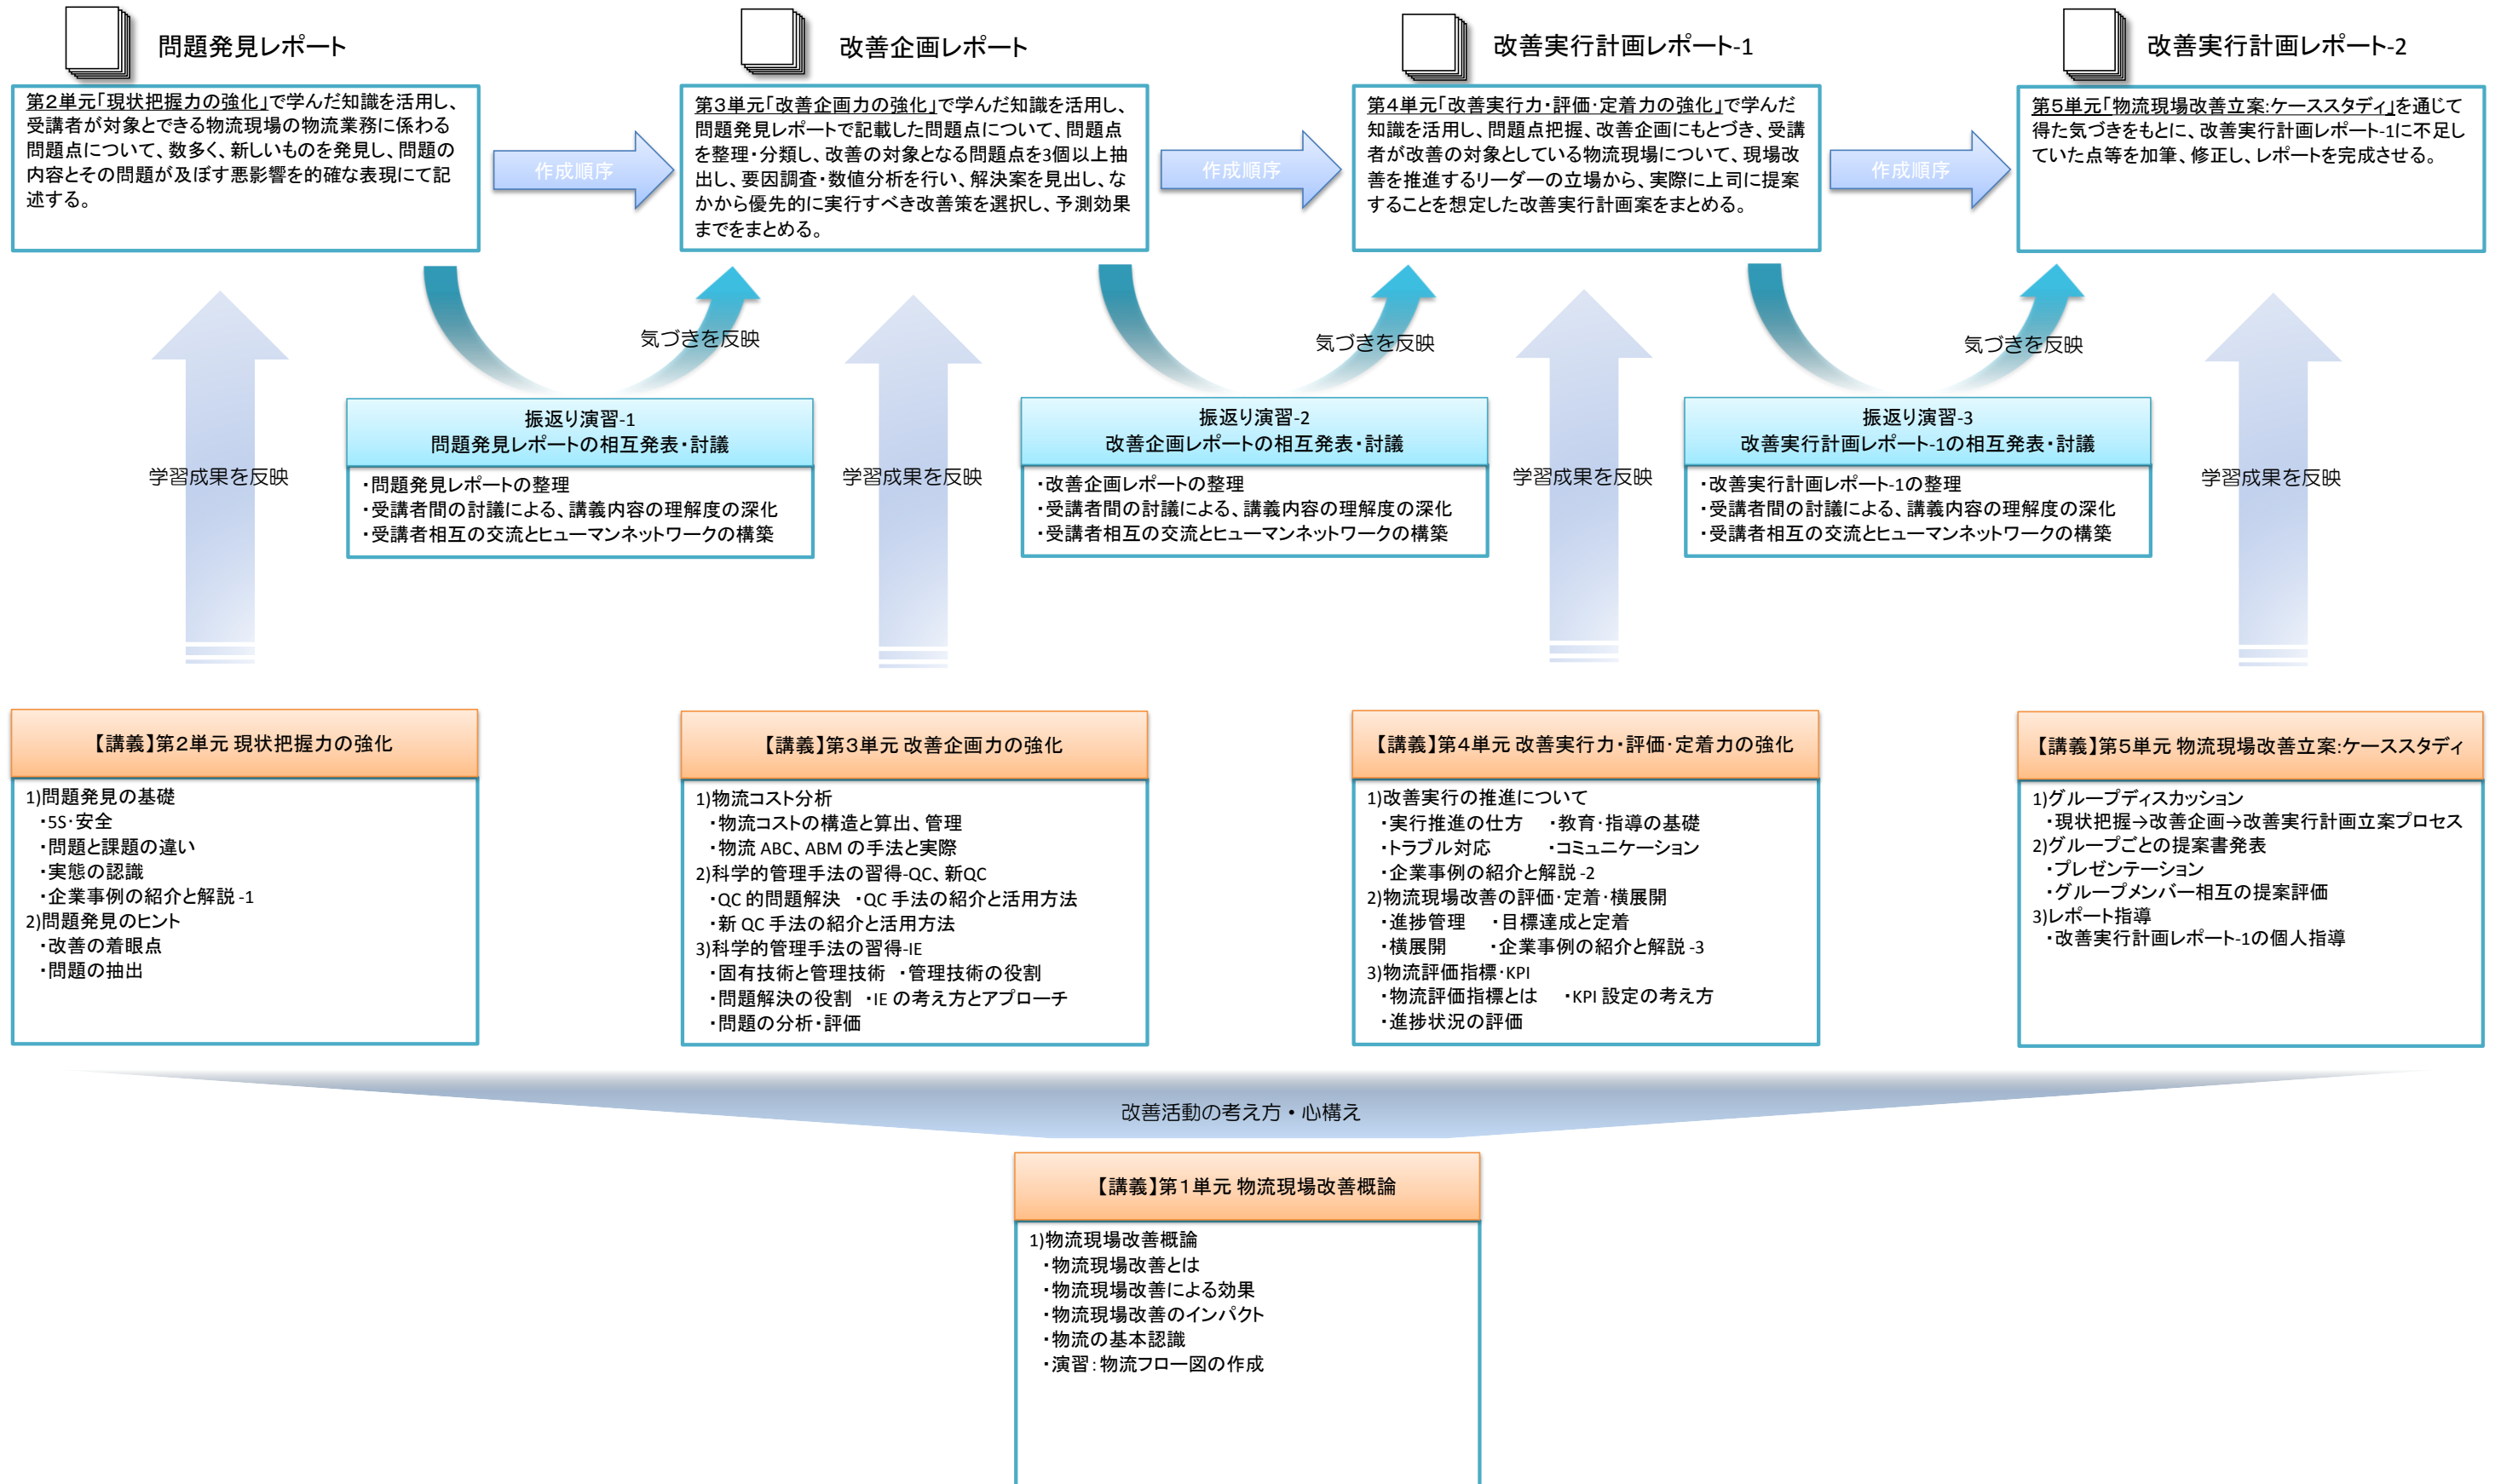 問題発見レポート
第2単元「現状把握力の強化」で学んだ知識を活用し、
受講者が対象とできる物流現場の物流業務に係わる
問題点について、数多く、新しいものを発見し、問題の
内容とその問題が及ぼす悪影響を的確な表現にて記
述する。
作成順序
改善企画レポート
第3単元「改善企画力の強化」で学んだ知識を活用し、
問題発見レポートで記載した問題点について、問題点
を整理・分類し、改善の対象となる問題点を3個以上抽
出し、要因調査・数値分析を行い、解決案を見出し、な
かから優先的に実行すべき改善策を選択し、予測効果
までをまとめる。
作成順序
改善実行計画レポート-1
第4単元「改善実行力・評価・定着力の強化」で学んだ
知識を活用し、問題点把握、改善企画にもとづき、受講
者が改善の対象としている物流現場について、現場改
善を推進するリーダーの立場から、実際に上司に提案
することを想定した改善実行計画案をまとめる。
作成順序
改善実行計画レポート-2
第5単元「物流現場改善立案:ケーススタディ」を通じて
得た気づきをもとに、改善実行計画レポート-1に不足し
ていた点等を加筆、修正し、レポートを完成させる。
気づきを反映
気づきを反映
気づきを反映
学習成果を反映
振返り演習-1
問題発見レポートの相互発表・討議
・問題発見レポートの整理
・受講者間の討議による、講義内容の理解度の深化
・受講者相互の交流とヒューマンネットワークの構築
学習成果を反映
振返り演習-2
改善企画レポートの相互発表・討議
・改善企画レポートの整理
・受講者間の討議による、講義内容の理解度の深化
・受講者相互の交流とヒューマンネットワークの構築
学習成果を反映
振返り演習-3
改善実行計画レポート-1の相互発表・討議
・改善実行計画レポート-1の整理
・受講者間の討議による、講義内容の理解度の深化
・受講者相互の交流とヒューマンネットワークの構築
学習成果を反映
【講義】第2単元 現状把握力の強化
1)問題発見の基礎
・5S・安全
・問題と課題の違い
・実態の認識
・企業事例の紹介と解説 -1
2)問題発見のヒント
・改善の着眼点
・問題の抽出
【講義】第3単元 改善企画力の強化
1)物流コスト分析
・物流コストの構造と算出、管理
・物流 ABC、ABM の手法と実際
2)科学的管理手法の習得-QC、新QC
・QC 的問題解決 ・QC 手法の紹介と活用方法
・新 QC 手法の紹介と活用方法
3)科学的管理手法の習得-IE
・固有技術と管理技術 ・管理技術の役割
・問題解決の役割 ・IE の考え方とアプローチ
・問題の分析・評価
【講義】第4単元 改善実行力・評価・定着力の強化
1)改善実行の推進について
・実行推進の仕方 ・教育・指導の基礎
・トラブル対応 ・コミュニケーション
・企業事例の紹介と解説 -2
2)物流現場改善の評価・定着・横展開
・進捗管理 ・目標達成と定着
・横展開 ・企業事例の紹介と解説 -3
3)物流評価指標・KPI
・物流評価指標とは ・KPI 設定の考え方
・進捗状況の評価
【講義】第5単元 物流現場改善立案:ケーススタディ
1)グループディスカッション
・現状把握→改善企画→改善実行計画立案プロセス
2)グループごとの提案書発表
・プレゼンテーション
・グループメンバー相互の提案評価
3)レポート指導
・改善実行計画レポート-1の個人指導
改善活動の考え方・心構え
【講義】第1単元 物流現場改善概論
1)物流現場改善概論
・物流現場改善とは
・物流現場改善による効果
・物流現場改善のインパクト
・物流の基本認識
・演習：物流フロー図の作成